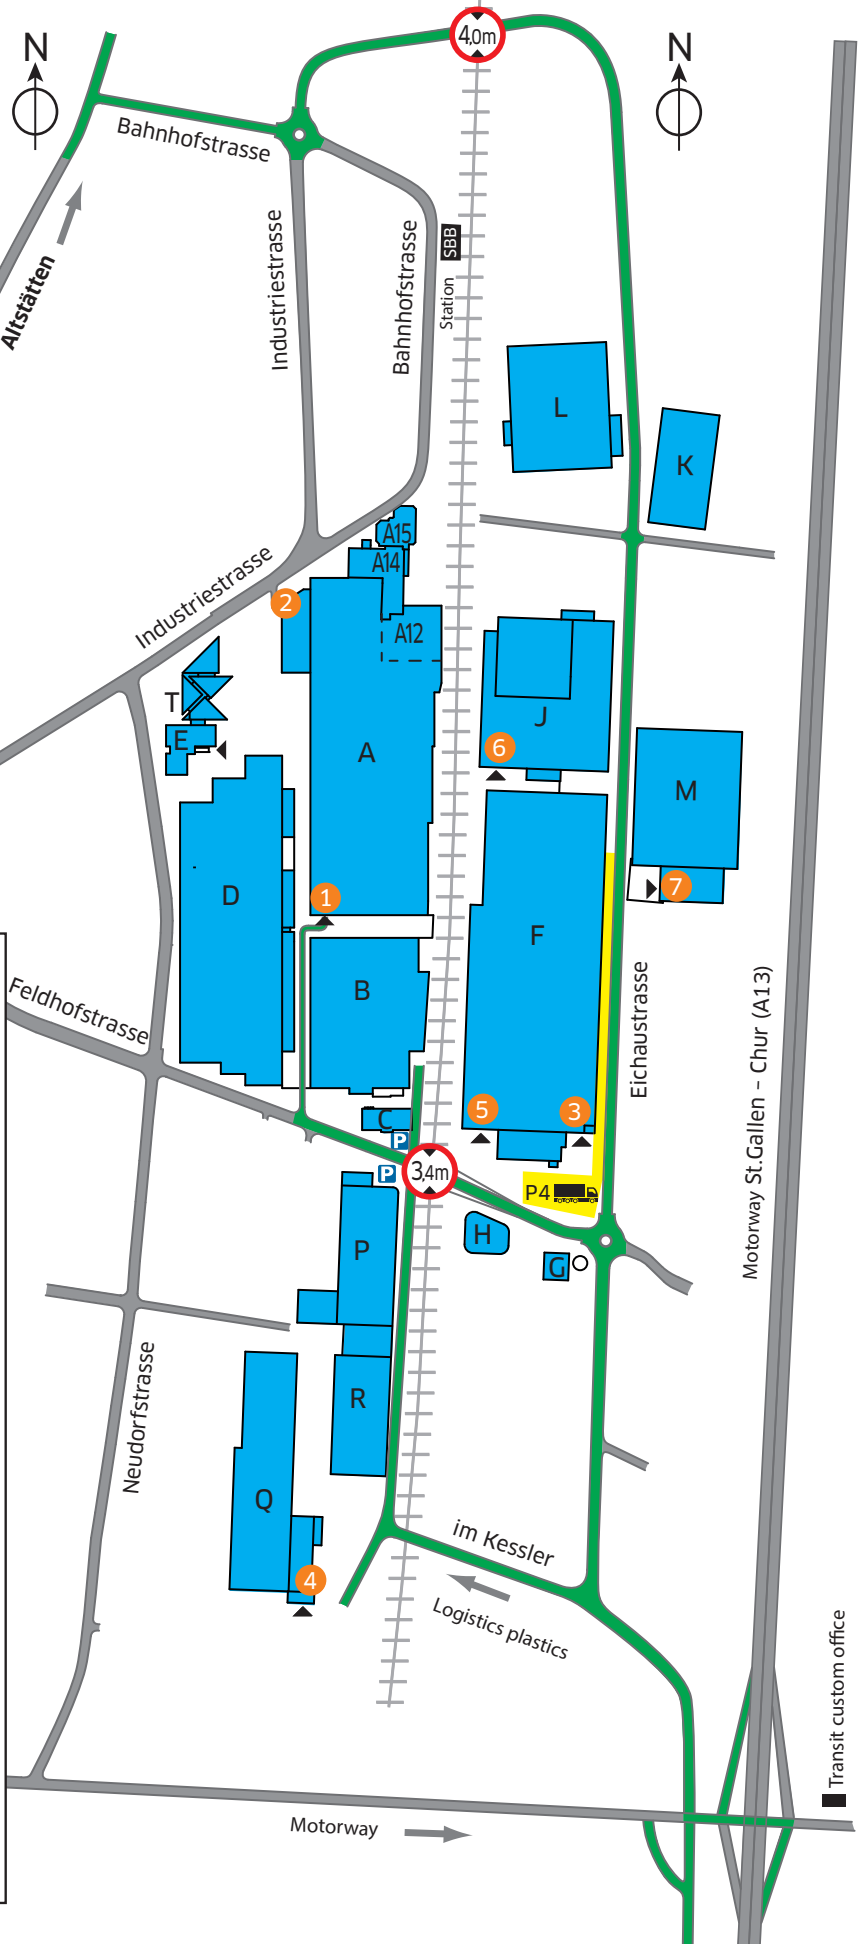 4,0m
N
N
Bahnhofstrasse
Altstätten
Industriestrasse
Bahnhofstrasse
SBB
Station
L
K
A15
A14
A12
Industriestrasse
2
T
E
A
J
6
M
7
D
1
F
B
Feldhofstrasse
Eichaustrasse
Motorway St.Gallen – Chur (A13)
C
P
5
3
P
3,4m
P4
H
G
P
R
Neudorfstrasse
Q
4
im Kessler
Logistics plastics
Transit custom office
Motorway